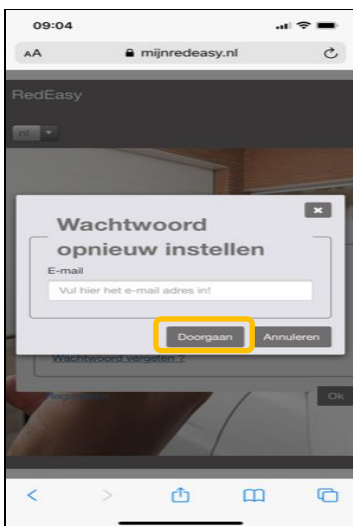 09:04
AA mijnredeasy.nl
RedEasy
nl
Wachtwoord
opnieuw instellen
E-mail
Vul hier het e-mail adres in!
Doorgaan Annuleren
Wachtwoord vergeten ?
Registreren Ok